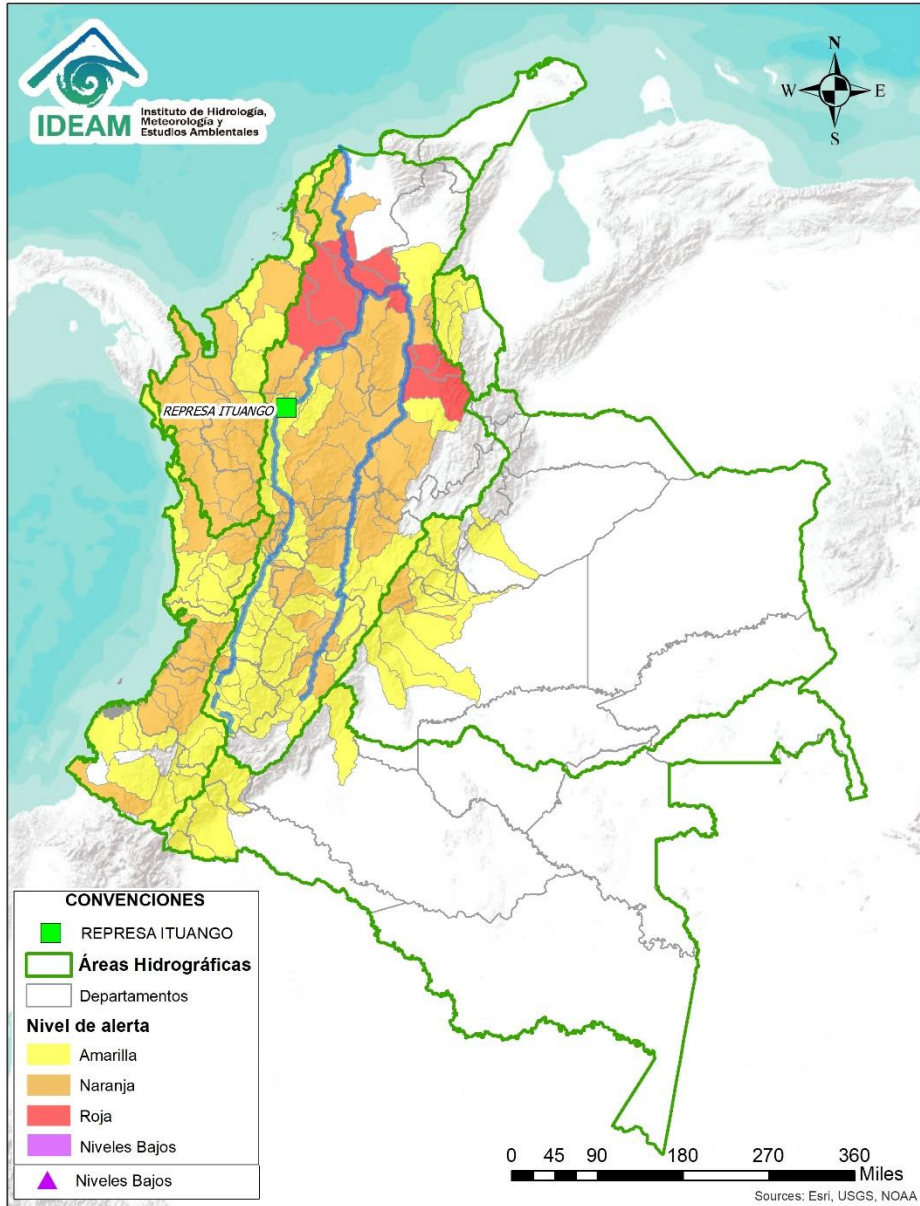 IDEAM
Instituto de Hidrología,
Meteorología y
Estudios Ambientales
N
W
E
S
REPRESA ITUANGO
CONVENCIONES
REPRESA ITUANGO
Áreas Hidrográficas
Departamentos
Nivel de alerta
Amarilla
Naranja
Roja
Niveles Bajos
Niveles Bajos
0 45 90 180 270 360
Miles
Sources: Esri, USGS, NOAA